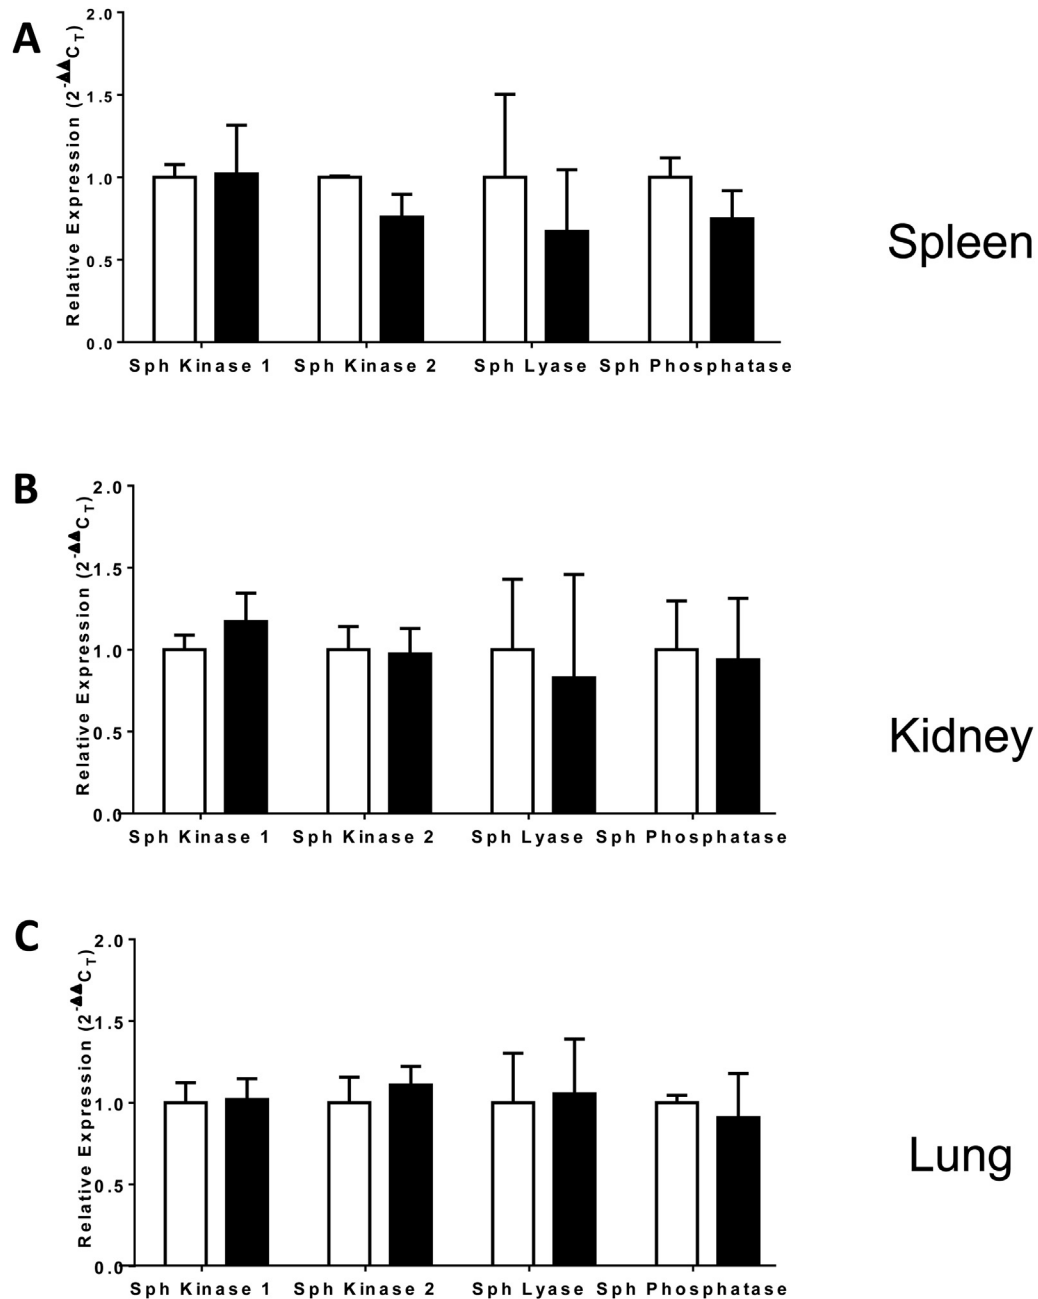 A
Relative Expression (2^-ΔΔC_T)
2.0
1.5
1.0
0.5
0.0
Sph Kinase 1 Sph Kinase 2 Sph Lyase Sph Phosphatase
Spleen
B
Relative Expression (2^-ΔΔC_T)
2.0
1.5
1.0
0.5
0.0
Sph Kinase 1 Sph Kinase 2 Sph Lyase Sph Phosphatase
Kidney
C
Relative Expression (2^-ΔΔC_T)
2.0
1.5
1.0
0.5
0.0
Sph Kinase 1 Sph Kinase 2 Sph Lyase Sph Phosphatase
Lung